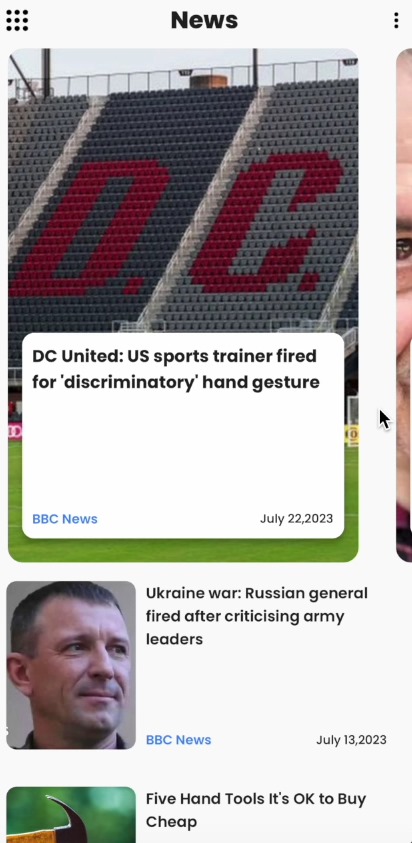 News
D.C.
DC United: US sports trainer fired
for 'discriminatory' hand gesture
BBC News
July 22,2023
Ukraine war: Russian general
fired after criticising army
leaders
BBC News
July 13,2023
Five Hand Tools It's OK to Buy
Cheap